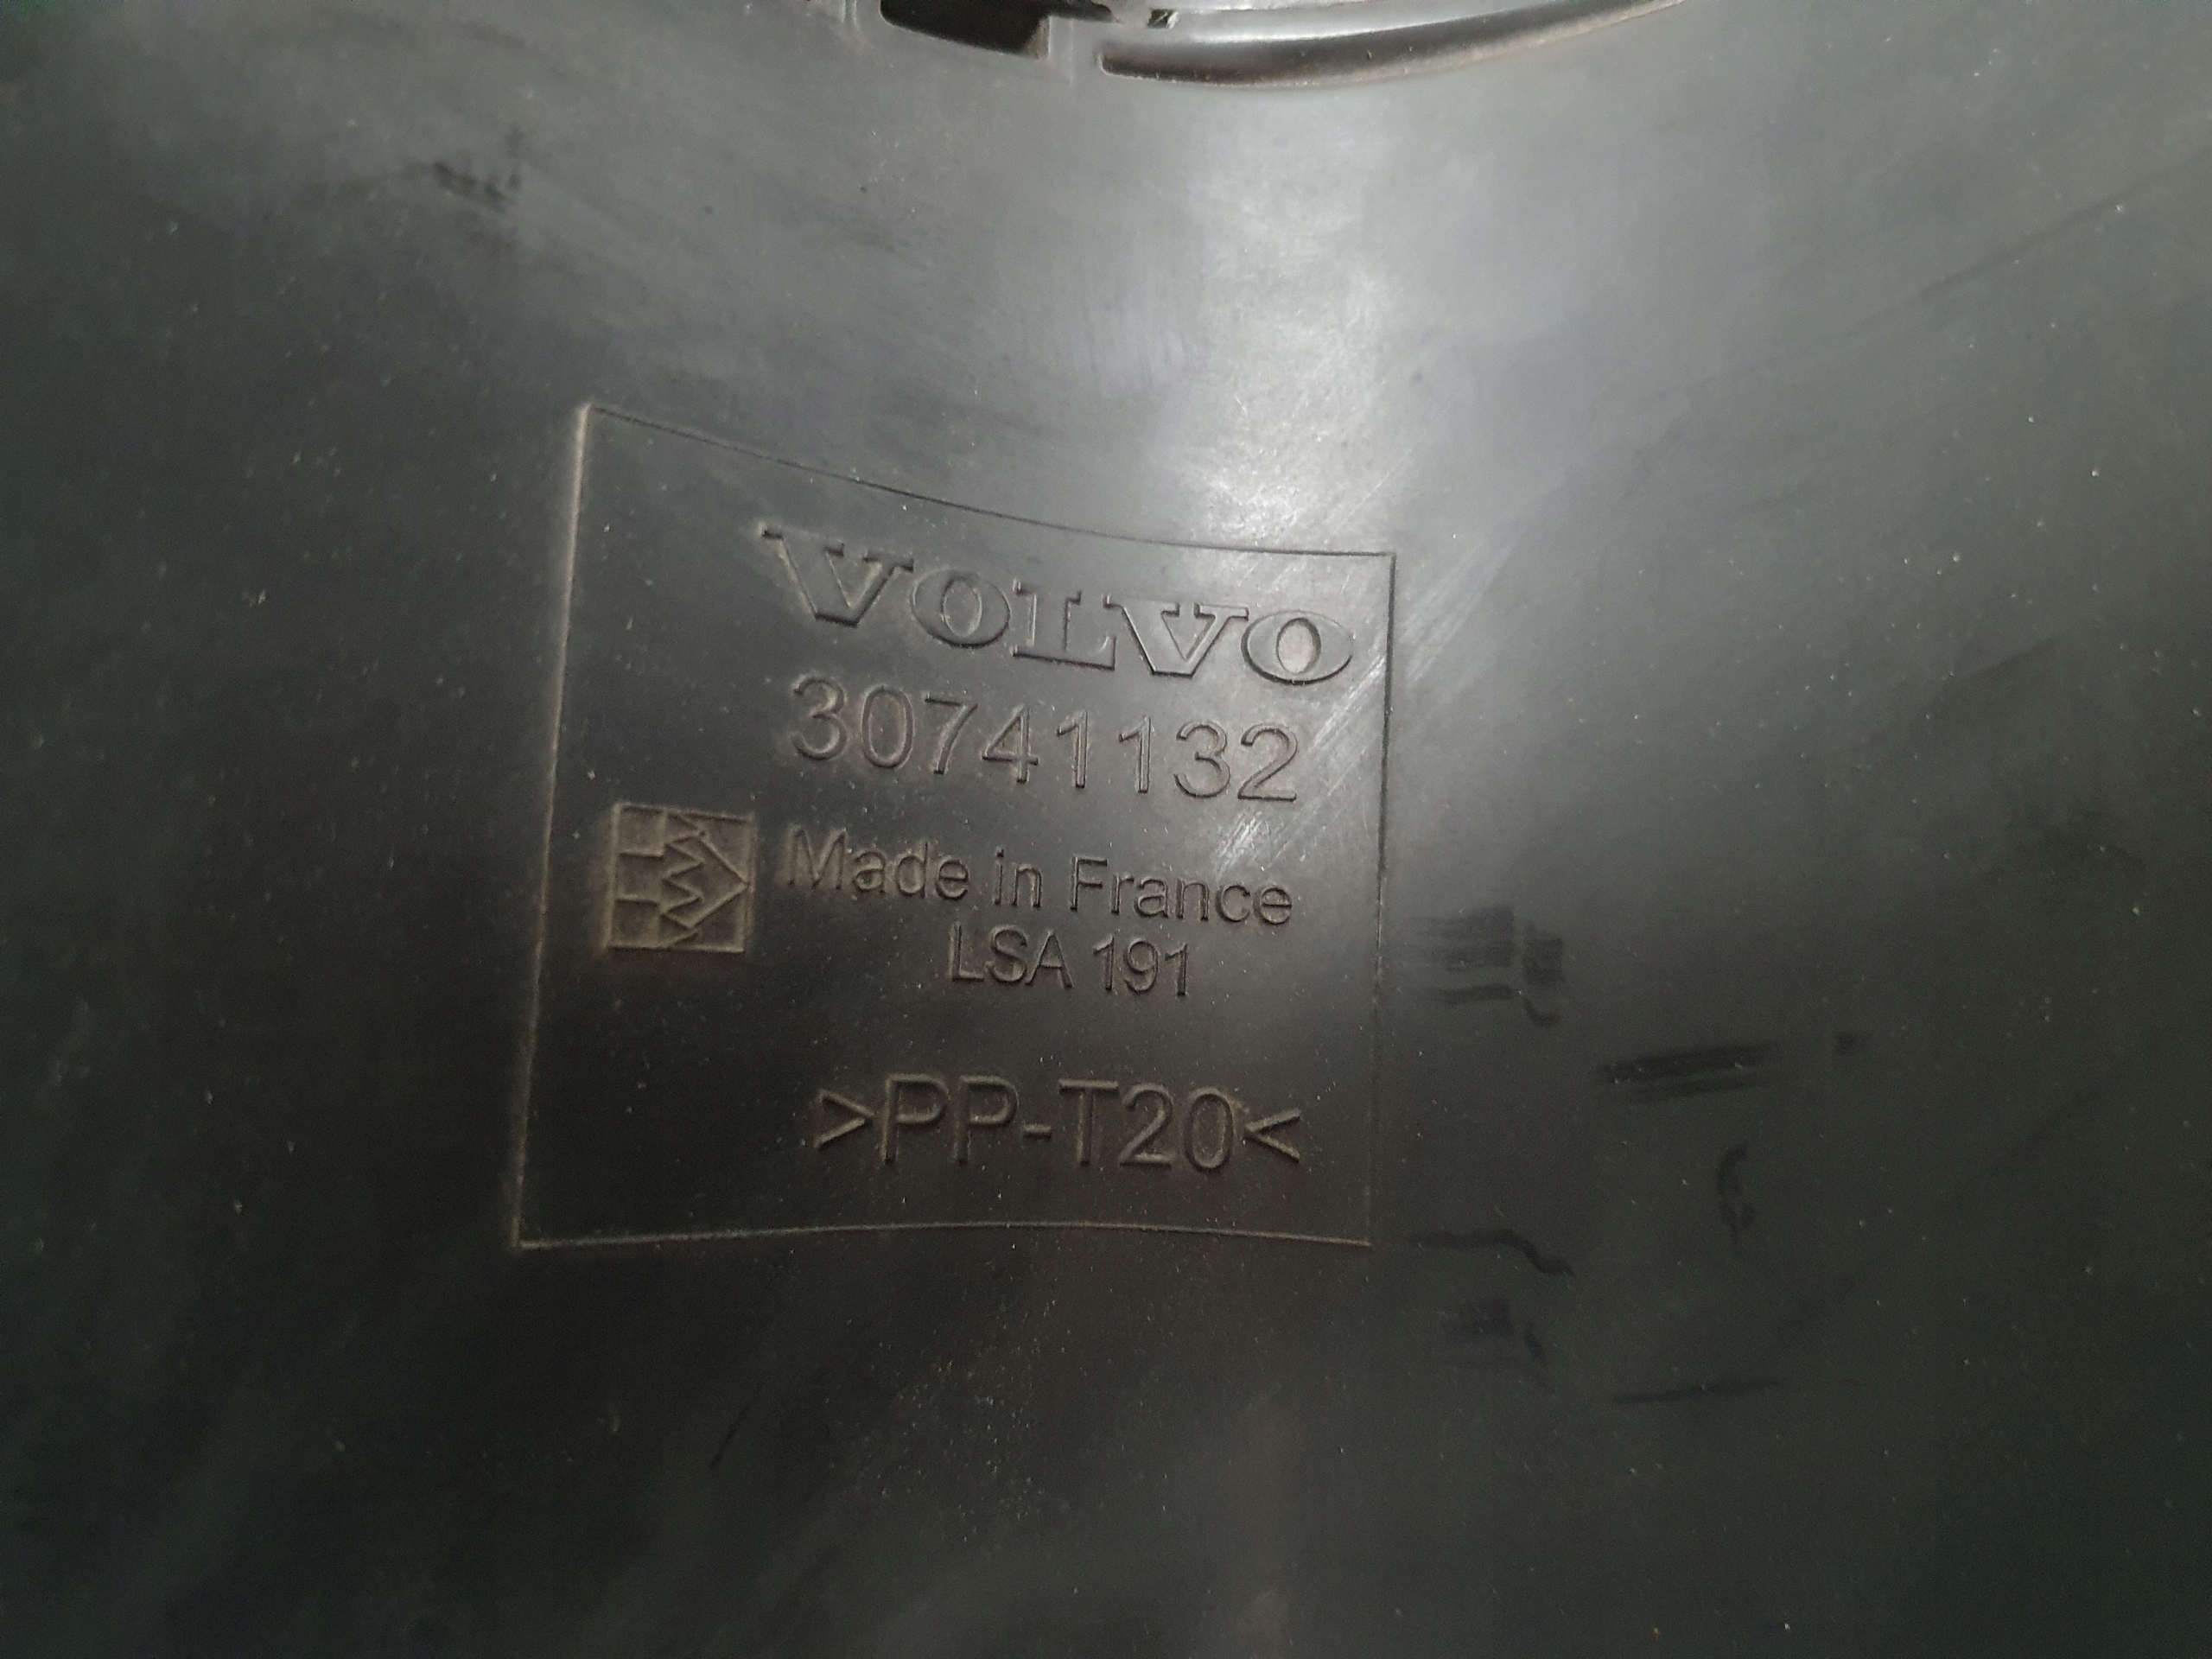 VOLVO
30741132
Made in France
LSA 191
>PP-T20<